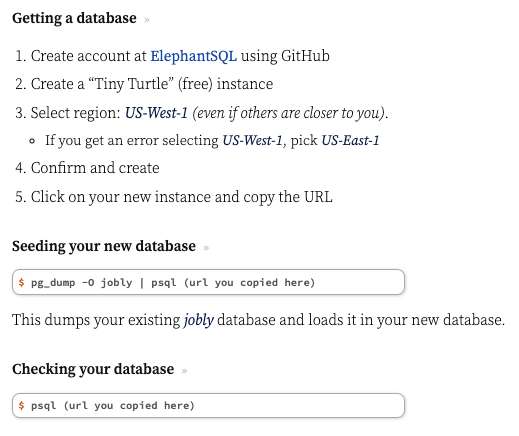 Getting a database »
1. Create account at ElephantSQL using GitHub
2. Create a “Tiny Turtle” (free) instance
3. Select region: US-West-1 (even if others are closer to you).
If you get an error selecting US-West-1, pick US-East-1
4. Confirm and create
5. Click on your new instance and copy the URL
Seeding your new database »
$ pg_dump -O jobly | psql (url you copied here)
This dumps your existing jobly database and loads it in your new database.
Checking your database »
$ psql (url you copied here)